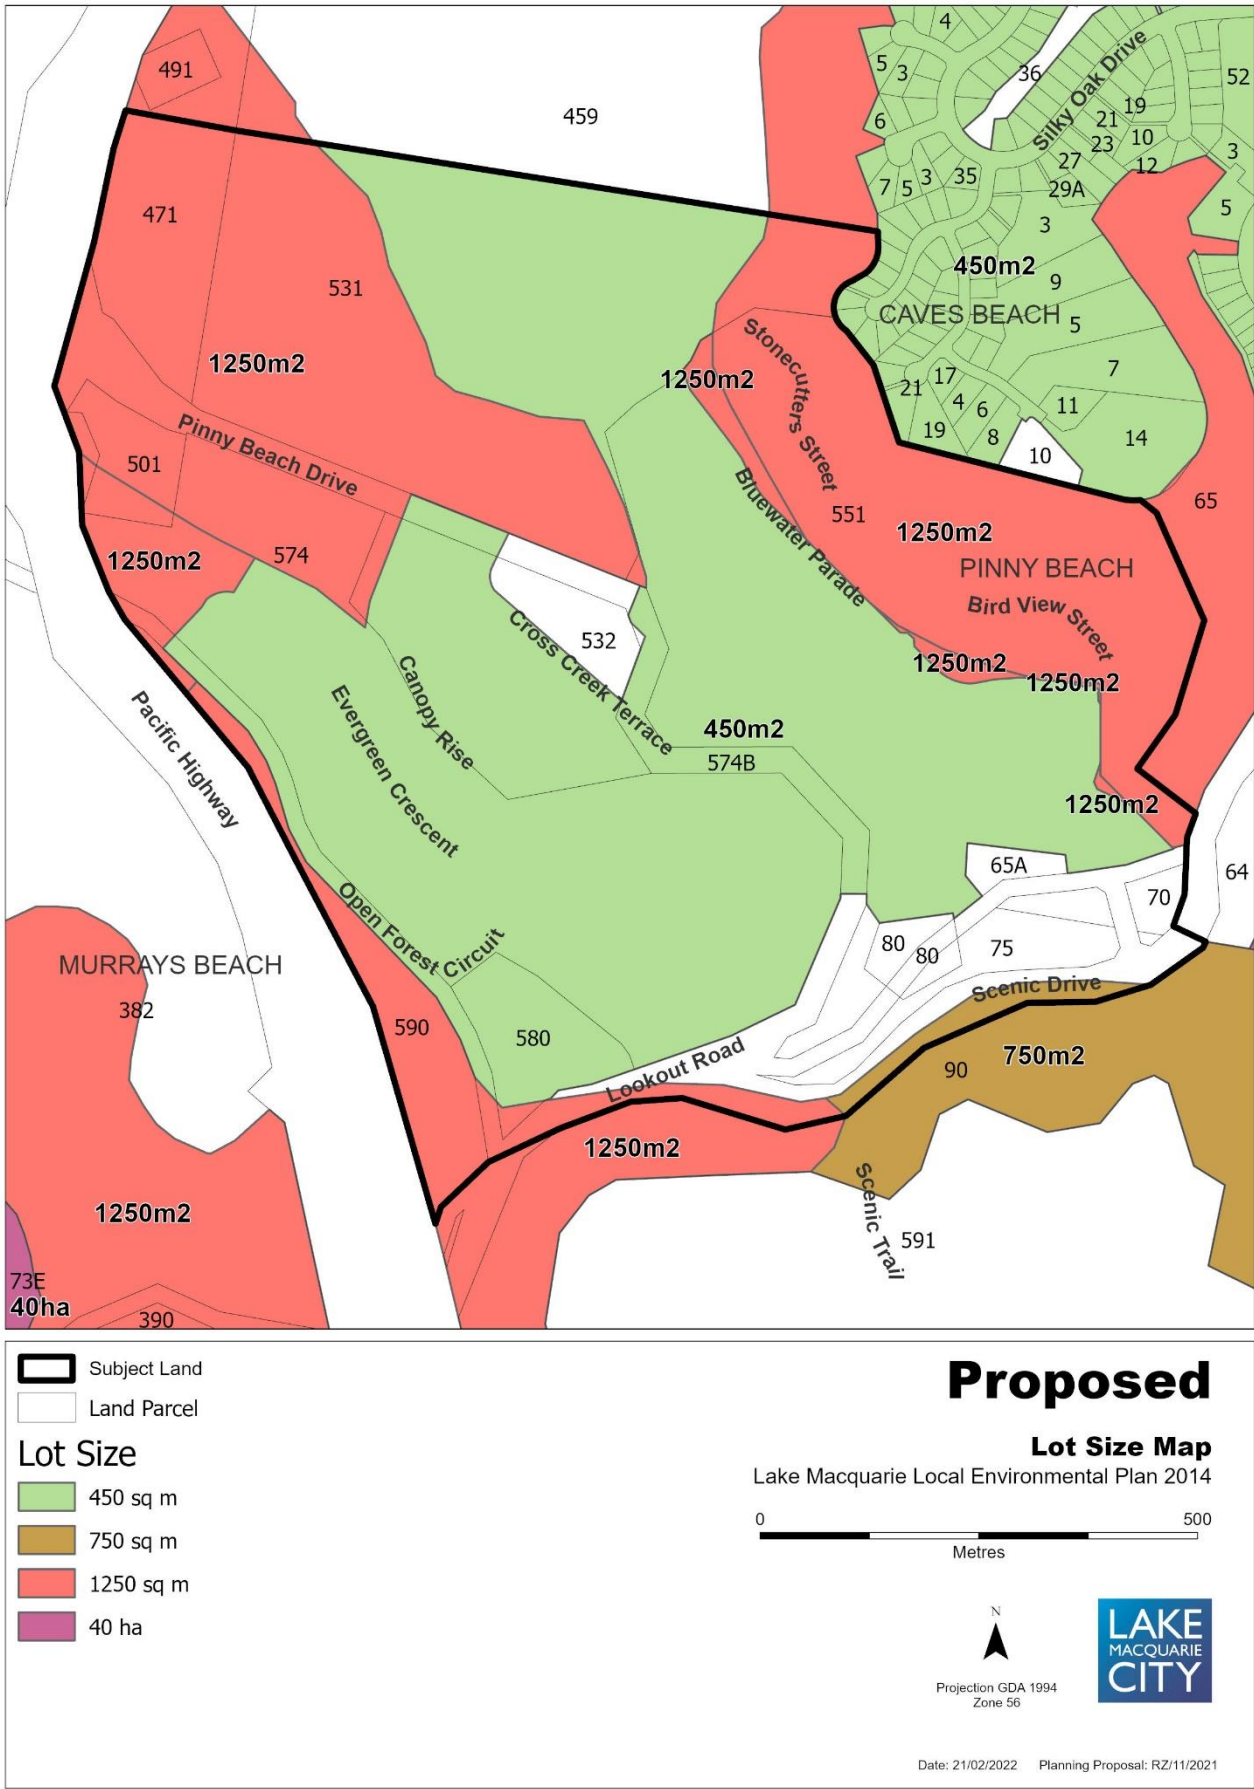 4
36
5
3
52
491
Silky Oak Drive
19
459
6
21
10
23
3
27
12
7
5
3
35
29A
5
471
3
450m2
9
531
CAVES BEACH
5
Stonecutters Street
1250m2
7
1250m2
17
21
4
6
11
Pinny Beach Drive
19
8
14
10
501
65
Bluewater Parade
551
1250m2
574
1250m2
PINNY BEACH
Bird View Street
Cross Creek Terrace
532
1250m2
1250m2
Canopy Rise
Evergreen Crescent
Pacific Highway
450m2
574B
1250m2
65A
64
70
Open Forest Circuit
80
80
75
MURRAYS BEACH
Scenic Drive
382
590
580
Lookout Road
750m2
90
1250m2
Scenic Trail
1250m2
591
73E
40ha
390
Subject Land
Land Parcel
Lot Size
450 sq m
750 sq m
1250 sq m
40 ha
Proposed
Lot Size Map
Lake Macquarie Local Environmental Plan 2014
0 500
Metres
N
Projection GDA 1994
Zone 56
LAKE
MACQUARIE
CITY
Date: 21/02/2022 Planning Proposal: RZ/11/2021